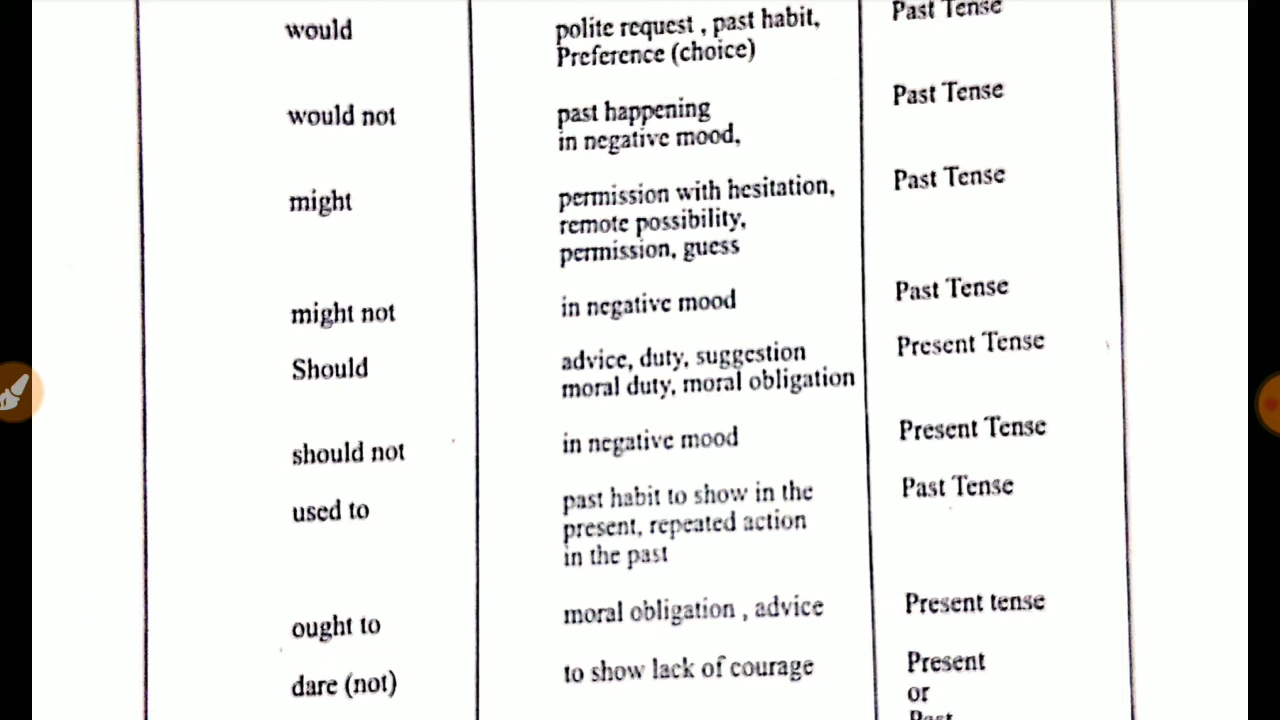 would polite request , past habit, Past Tense
Preference (choice)
would not past happening Past Tense
in negative mood,
might permission with hesitation, Past Tense
remote possibility,
permission, guess
might not in negative mood Past Tense
Should advice, duty, suggestion Present Tense
moral duty, moral obligation
should not in negative mood Present Tense
used to past habit to show in the Past Tense
present, repeated action
in the past
ought to moral obligation , advice Present tense
dare (not) to show lack of courage Present
or
Past